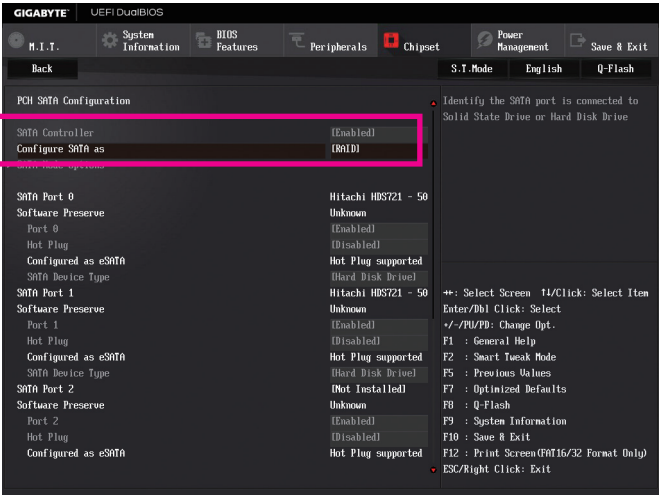 GIGABYTE™ UEFI DualBIOS
M.I.T.
System Information
BIOS Features
Peripherals
Chipset
Power Management
Save & Exit
Back
S.T.Mode English Q-Flash
PCH SATA Configuration
SATA Controller [Enabled]
Configure SATA as [RAID]
SATA Mode options
SATA Port 0 Hitachi HDS721 - 50
Software Preserve Unknown
Port 0 [Enabled]
Hot Plug [Disabled]
Configured as eSATA Hot Plug supported
SATA Device Type [Hard Disk Drive]
SATA Port 1 Hitachi HDS721 - 50
Software Preserve Unknown
Port 1 [Enabled]
Hot Plug [Disabled]
Configured as eSATA Hot Plug supported
SATA Device Type [Hard Disk Drive]
SATA Port 2 [Not Installed]
Software Preserve Unknown
Port 2 [Enabled]
Hot Plug [Disabled]
Configured as eSATA Hot Plug supported
Identify the SATA port is connected to
Solid State Drive or Hard Disk Drive
→←: Select Screen ↑↓/Click: Select Item
Enter/Dbl Click: Select
+/-/PU/PD: Change Opt.
F1 : General Help
F2 : Smart Tweak Mode
F5 : Previous Values
F7 : Optimized Defaults
F8 : Q-Flash
F9 : System Information
F10 : Save & Exit
F12 : Print Screen(FAT16/32 Format Only)
ESC/Right Click: Exit